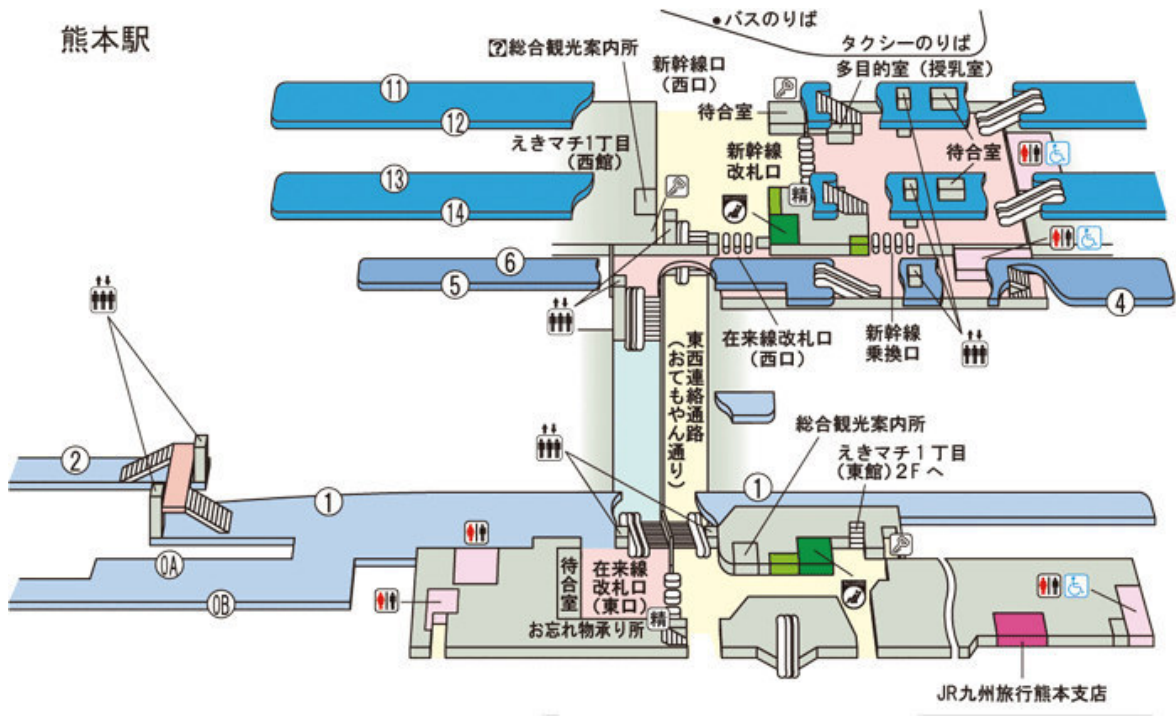 熊本駅
●バスのりば
タクシーのりば
?総合観光案内所
新幹線口
(西口)
多目的室(授乳室)
待合室
11
12
えきマチ1丁目
(西館)
新幹線
改札口
待合室
13
14
精
6
5
4
在来線改札口
(西口)
新幹線
乗換口
東西連絡通路
(おてもやん通り)
総合観光案内所
えきマチ1丁目
(東館)2Fへ
2
1
1
0A
0B
待合室
在来線
改札口
(東口)
精
お忘れ物承り所
JR九州旅行熊本支店